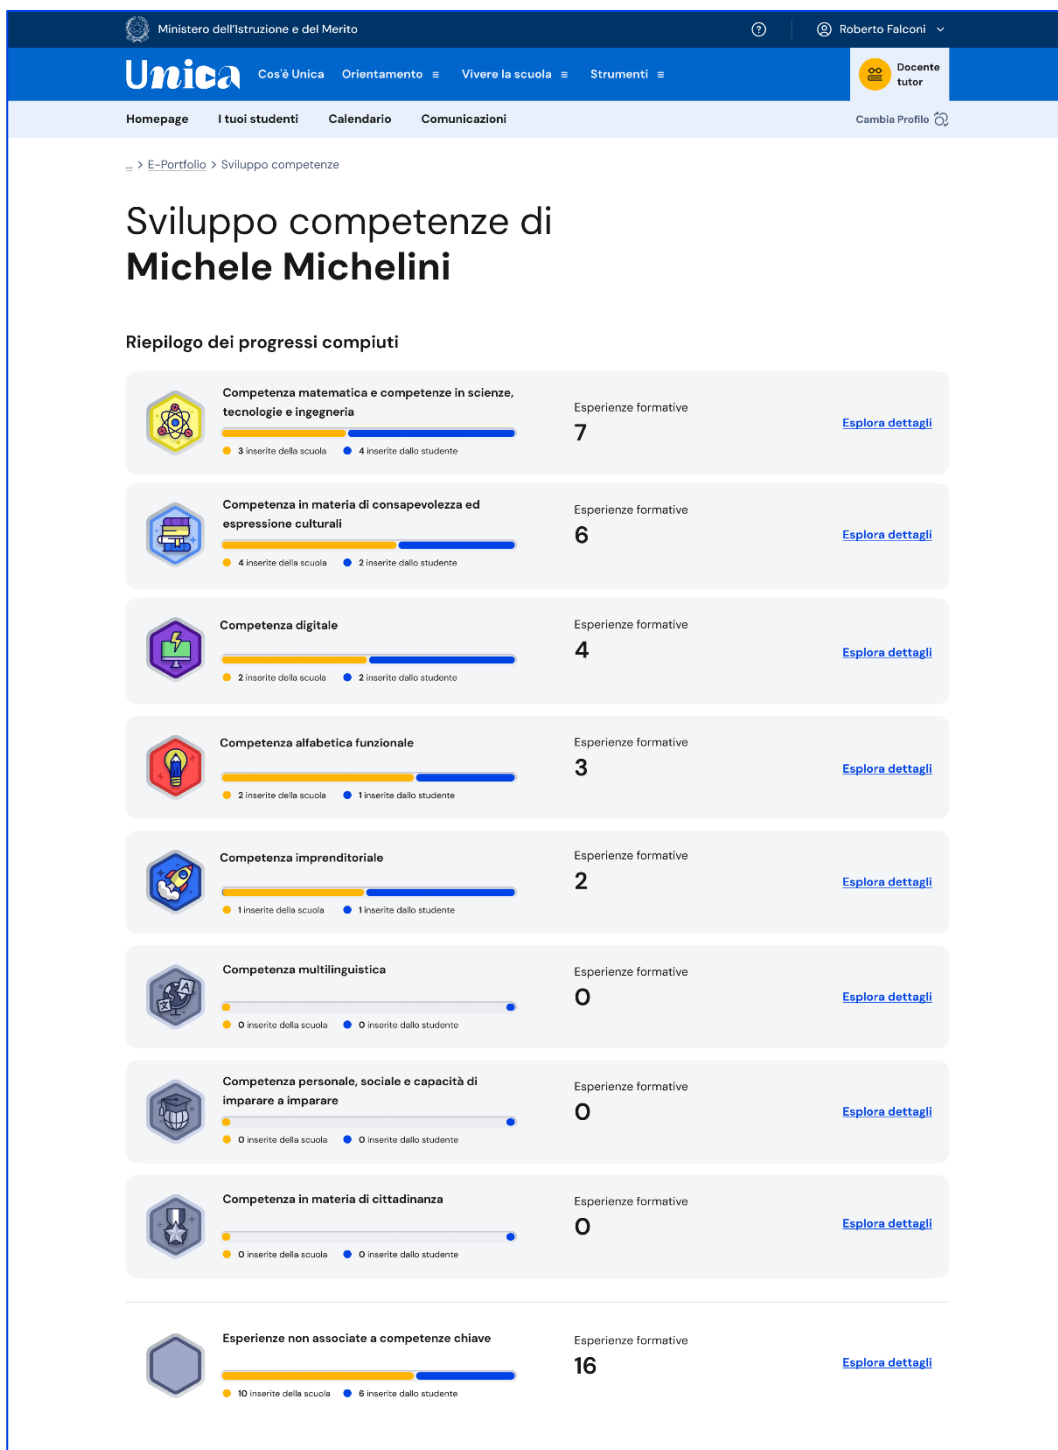 Ministero dell'Istruzione e del Merito
Roberto Falconi
Unica
Cos'è Unica Orientamento Vivere la scuola Strumenti
Docente
tutor
Homepage I tuoi studenti Calendario Comunicazioni
Cambia Profilo
... > E-Portfolio > Sviluppo competenze
Sviluppo competenze di
Michele Michelini
Riepilogo dei progressi compiuti
Competenza matematica e competenze in scienze,
tecnologie e ingegneria
3 inserite della scuola 4 inserite dallo studente
Esperienze formative
7
Esplora dettagli
Competenza in materia di consapevolezza ed
espressione culturali
4 inserite della scuola 2 inserite dallo studente
Esperienze formative
6
Esplora dettagli
Competenza digitale
2 inserite della scuola 2 inserite dallo studente
Esperienze formative
4
Esplora dettagli
Competenza alfabetica funzionale
2 inserite della scuola 1 inserite dallo studente
Esperienze formative
3
Esplora dettagli
Competenza imprenditoriale
1 inserite della scuola 1 inserite dallo studente
Esperienze formative
2
Esplora dettagli
Competenza multilinguistica
0 inserite della scuola 0 inserite dallo studente
Esperienze formative
0
Esplora dettagli
Competenza personale, sociale e capacità di
imparare a imparare
0 inserite della scuola 0 inserite dallo studente
Esperienze formative
0
Esplora dettagli
Competenza in materia di cittadinanza
0 inserite della scuola 0 inserite dallo studente
Esperienze formative
0
Esplora dettagli
Esperienze non associate a competenze chiave
10 inserite della scuola 6 inserite dallo studente
Esperienze formative
16
Esplora dettagli